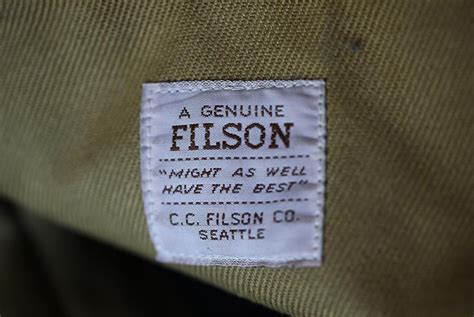 A GENUINE
FILSON
"MIGHT AS WELL
HAVE THE BEST"
C.C. FILSON CO.
SEATTLE